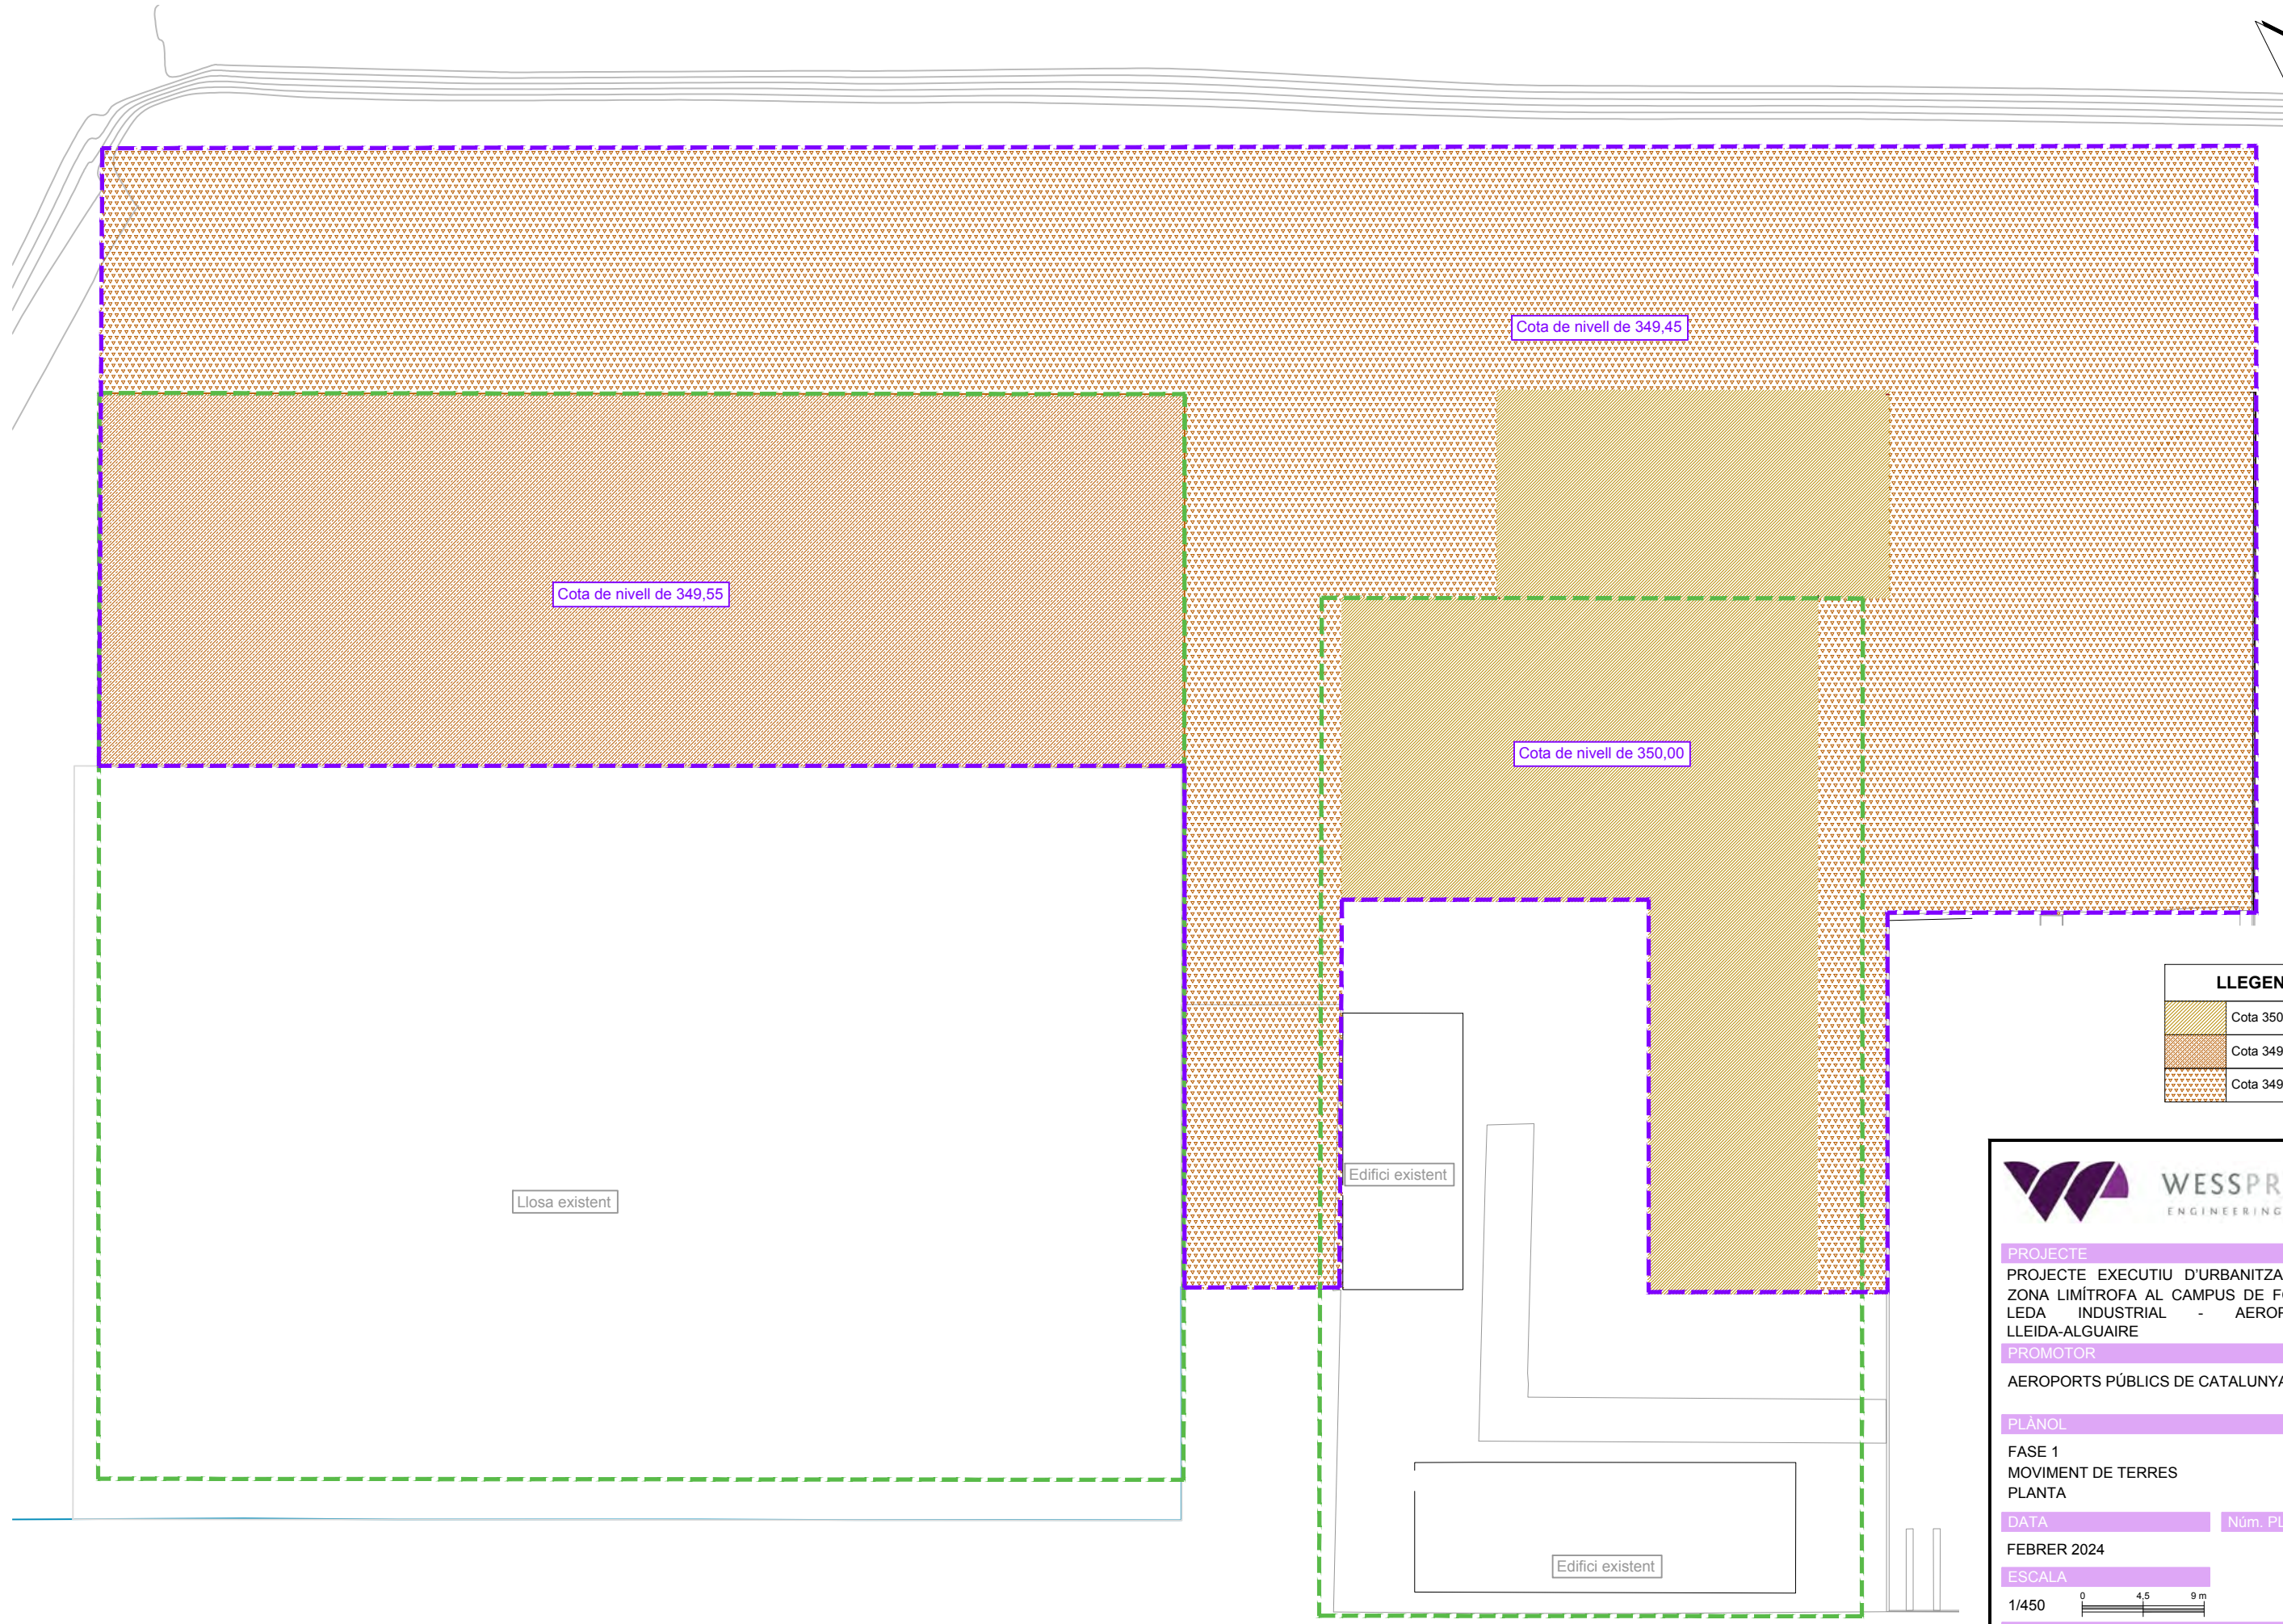 Cota de nivell de 349,45
Cota de nivell de 349,55
Cota de nivell de 350,00
LLEGEN
Cota 350
Cota 349
Cota 349
Edifici existent
Llosa existent
Edifici existent
WESSPR
ENGINEERING
PROJECTE
PROJECTE EXECUTIU D'URBANITZA
ZONA LIMÍTROFA AL CAMPUS DE F
LEDA INDUSTRIAL - AEROP
LLEIDA-ALGUAIRE
PROMOTOR
AEROPORTS PÚBLICS DE CATALUNYA
PLÀNOL
FASE 1
MOVIMENT DE TERRES
PLANTA
DATA Núm. PL
FEBRER 2024
ESCALA
1/450 0 4,5 9 m